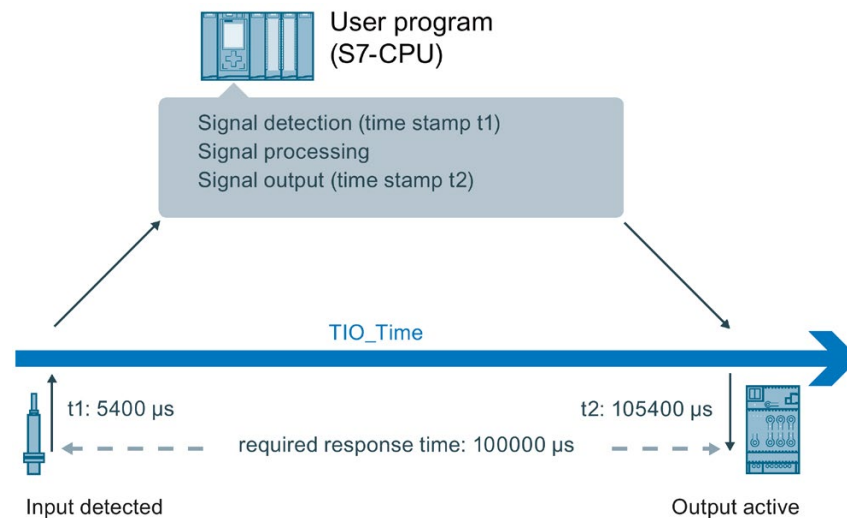 User program
(S7-CPU)
Signal detection (time stamp t1)
Signal processing
Signal output (time stamp t2)
TIO_Time
t1: 5400 µs
t2: 105400 µs
required response time: 100000 µs
Input detected
Output active